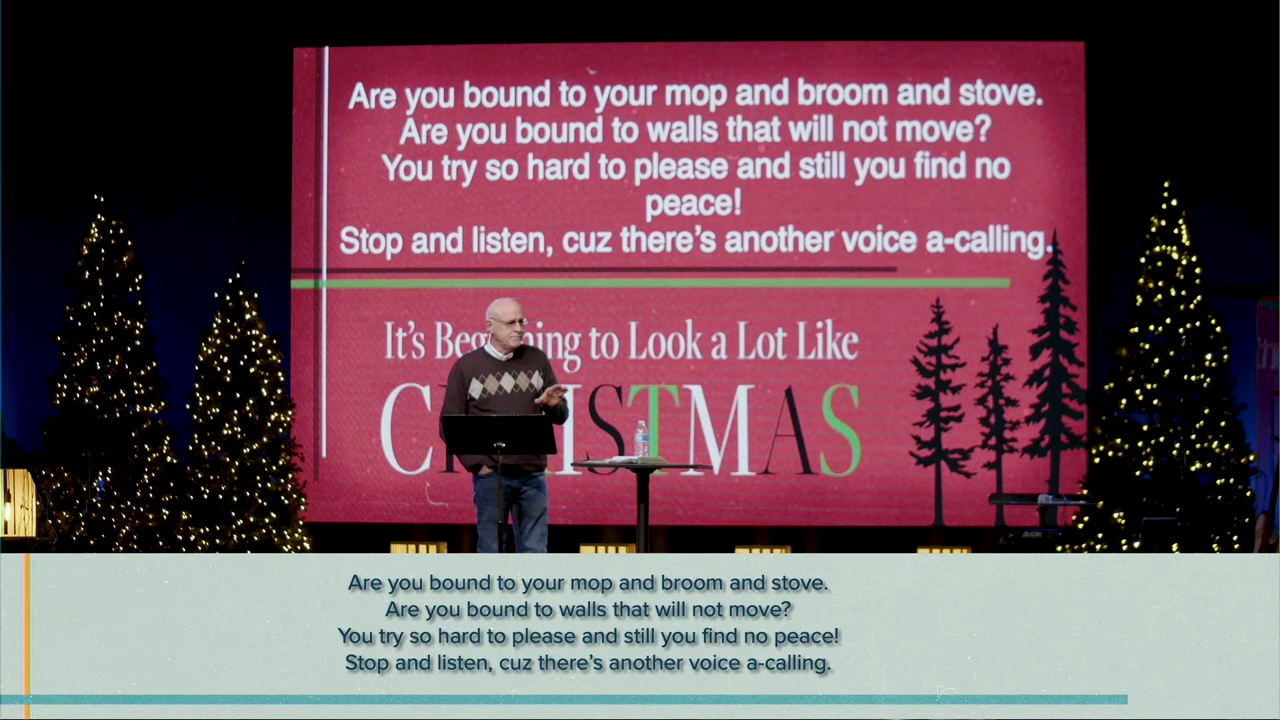 Are you bound to your mop and broom and stove.
Are you bound to walls that will not move?
You try so hard to please and still you find no
peace!
Stop and listen, cuz there's another voice a-calling.
It's Beg ning to Look a Lot Like
C I S T M A S
Are you bound to your mop and broom and stove.
Are you bound to walls that will not move?
You try so hard to please and still you find no peace!
Stop and listen, cuz there's another voice a-calling.